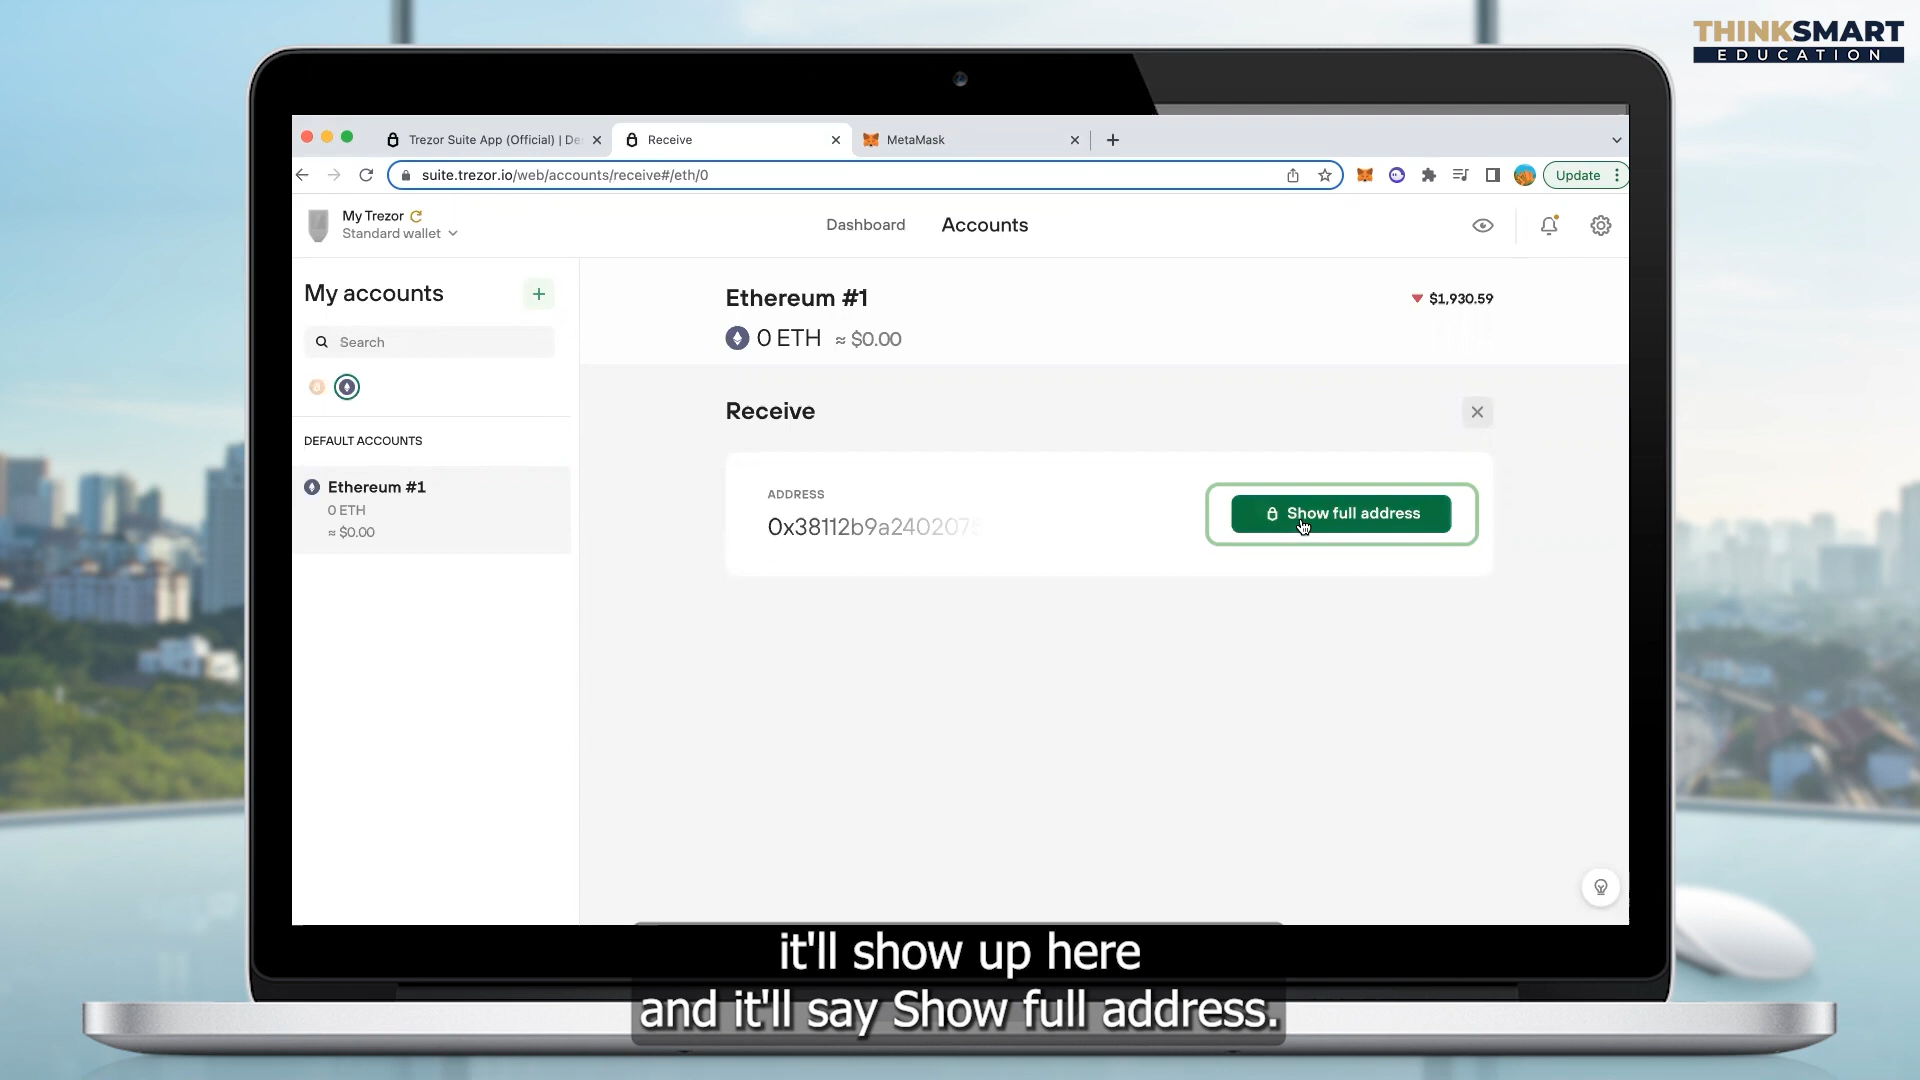 THINKSMART
EDUCATION
Trezor Suite App (Official) | De
Receive
MetaMask
suite.trezor.io/web/accounts/receive#/eth/0
Update
My Trezor
Standard wallet
Dashboard
Accounts
My accounts
Search
DEFAULT ACCOUNTS
Ethereum #1
0 ETH
≈ $0.00
Ethereum #1
$1,930.59
0 ETH ≈ $0.00
Receive
ADDRESS
0x38112b9a2402075
Show full address
it'll show up here
and it'll say Show full address.